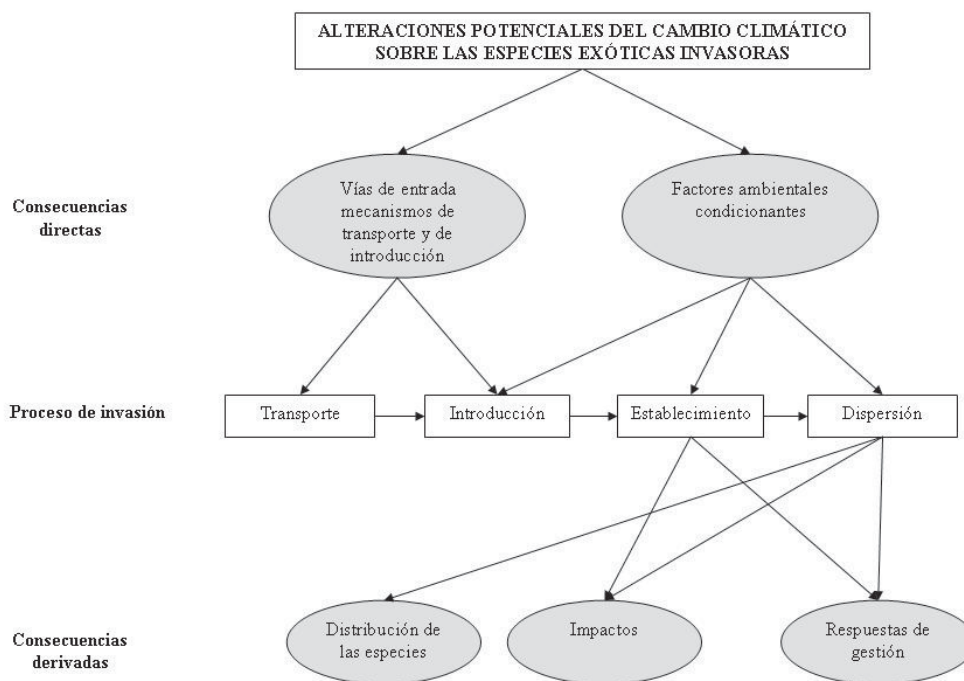 ALTERACIONES POTENCIALES DEL CAMBIO CLIMÁTICO
SOBRE LAS ESPECIES EXÓTICAS INVASORAS
Consecuencias
directas
Vías de entrada
mecanismos de
transporte y de
introducción
Factores ambientales
condicionantes
Proceso de invasión
Transporte
Introducción
Establecimiento
Dispersión
Consecuencias
derivadas
Distribución de
las especies
Impactos
Respuestas de
gestión